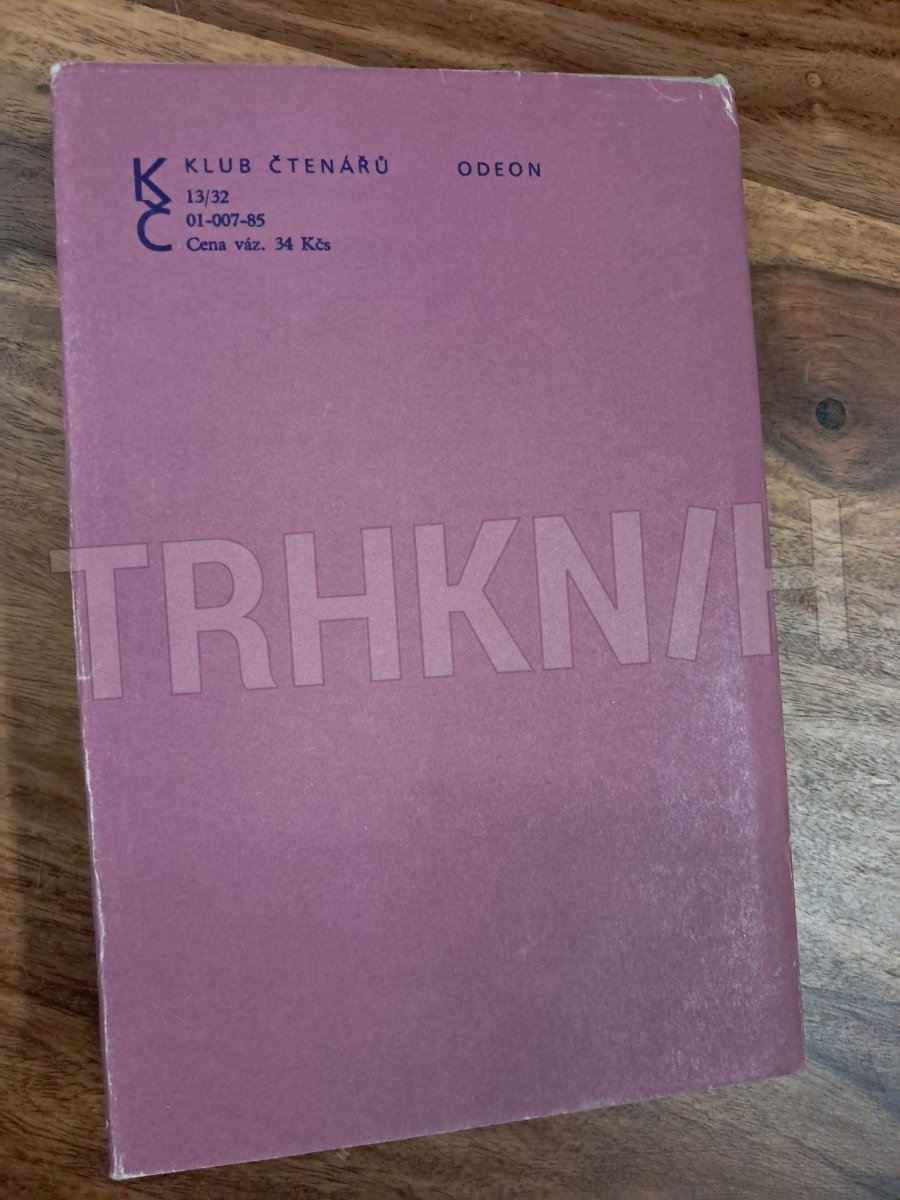 KČ KLUB ČTENÁŘŮ ODEON
13/32
01-007-85
Cena váz. 34 Kčs
TRHKNIH